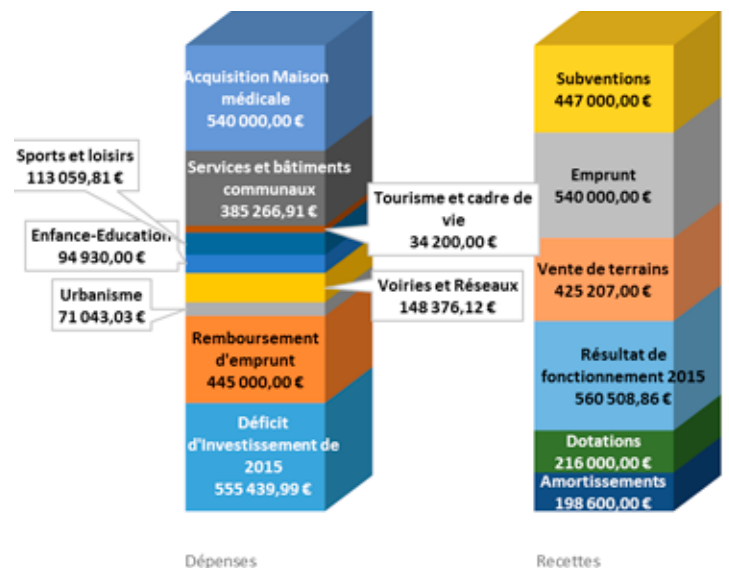 Acquisition Maison
médicale
540 000,00 €
Services et bâtiments
communaux
385 266,91 €
Sports et loisirs
113 059,81 €
Tourisme et cadre de
vie
34 200,00 €
Enfance-Education
94 930,00 €
Voiries et Réseaux
148 376,12 €
Urbanisme
71 043,03 €
Remboursement
d'emprunt
445 000,00 €
Déficit
d'Investissement de
2015
555 439,99 €
Dépenses
Subventions
447 000,00 €
Emprunt
540 000,00 €
Vente de terrains
425 207,00 €
Résultat de
fonctionnement 2015
560 508,86 €
Dotations
216 000,00 €
Amortissements
198 600,00 €
Recettes